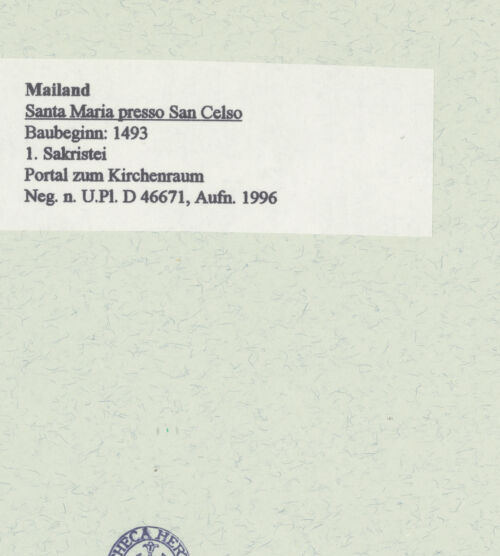 Mailand
Santa Maria presso San Celso
Baubeginn: 1493
1. Sakristei
Portal zum Kirchenraum
Neg. n. U.Pl. D 46671, Aufn. 1996